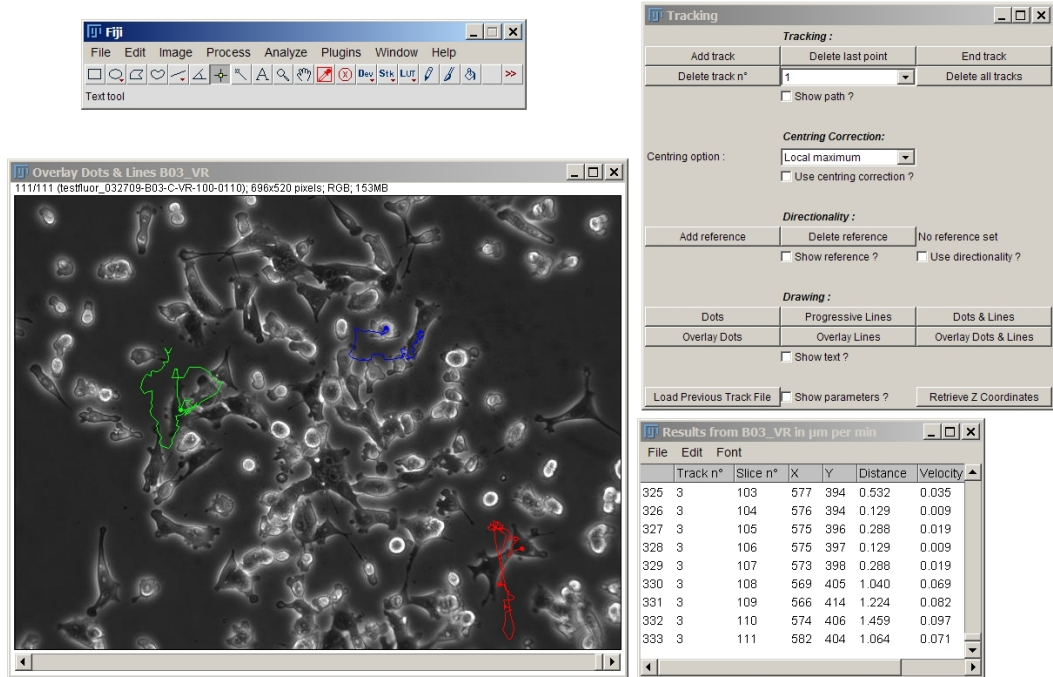 Fiji
File Edit Image Process Analyze Plugins Window Help
A Dev Stk LUT >>
Text tool
Overlay Dots & Lines B03_VR
111/111 (testfluor_032709-B03-C-VR-100-0110); 696x520 pixels; RGB; 153MB
Tracking
Tracking :
Add track Delete last point End track
Delete track n° 1 Delete all tracks
Show path ?
Centring Correction:
Centring option : Local maximum
Use centring correction ?
Directionality :
Add reference Delete reference No reference set
Show reference ? Use directionality ?
Drawing :
Dots Progressive Lines Dots & Lines
Overlay Dots Overlay Lines Overlay Dots & Lines
Show text ?
Load Previous Track File Show parameters ? Retrieve Z Coordinates
Results from B03_VR in µm per min
File Edit Font
Track n° Slice n° X Y Distance Velocity
325 3 103 577 394 0.532 0.035
326 3 104 576 394 0.129 0.009
327 3 105 575 396 0.288 0.019
328 3 106 575 397 0.129 0.009
329 3 107 573 398 0.288 0.019
330 3 108 569 405 1.040 0.069
331 3 109 566 414 1.224 0.082
332 3 110 574 406 1.459 0.097
333 3 111 582 404 1.064 0.071